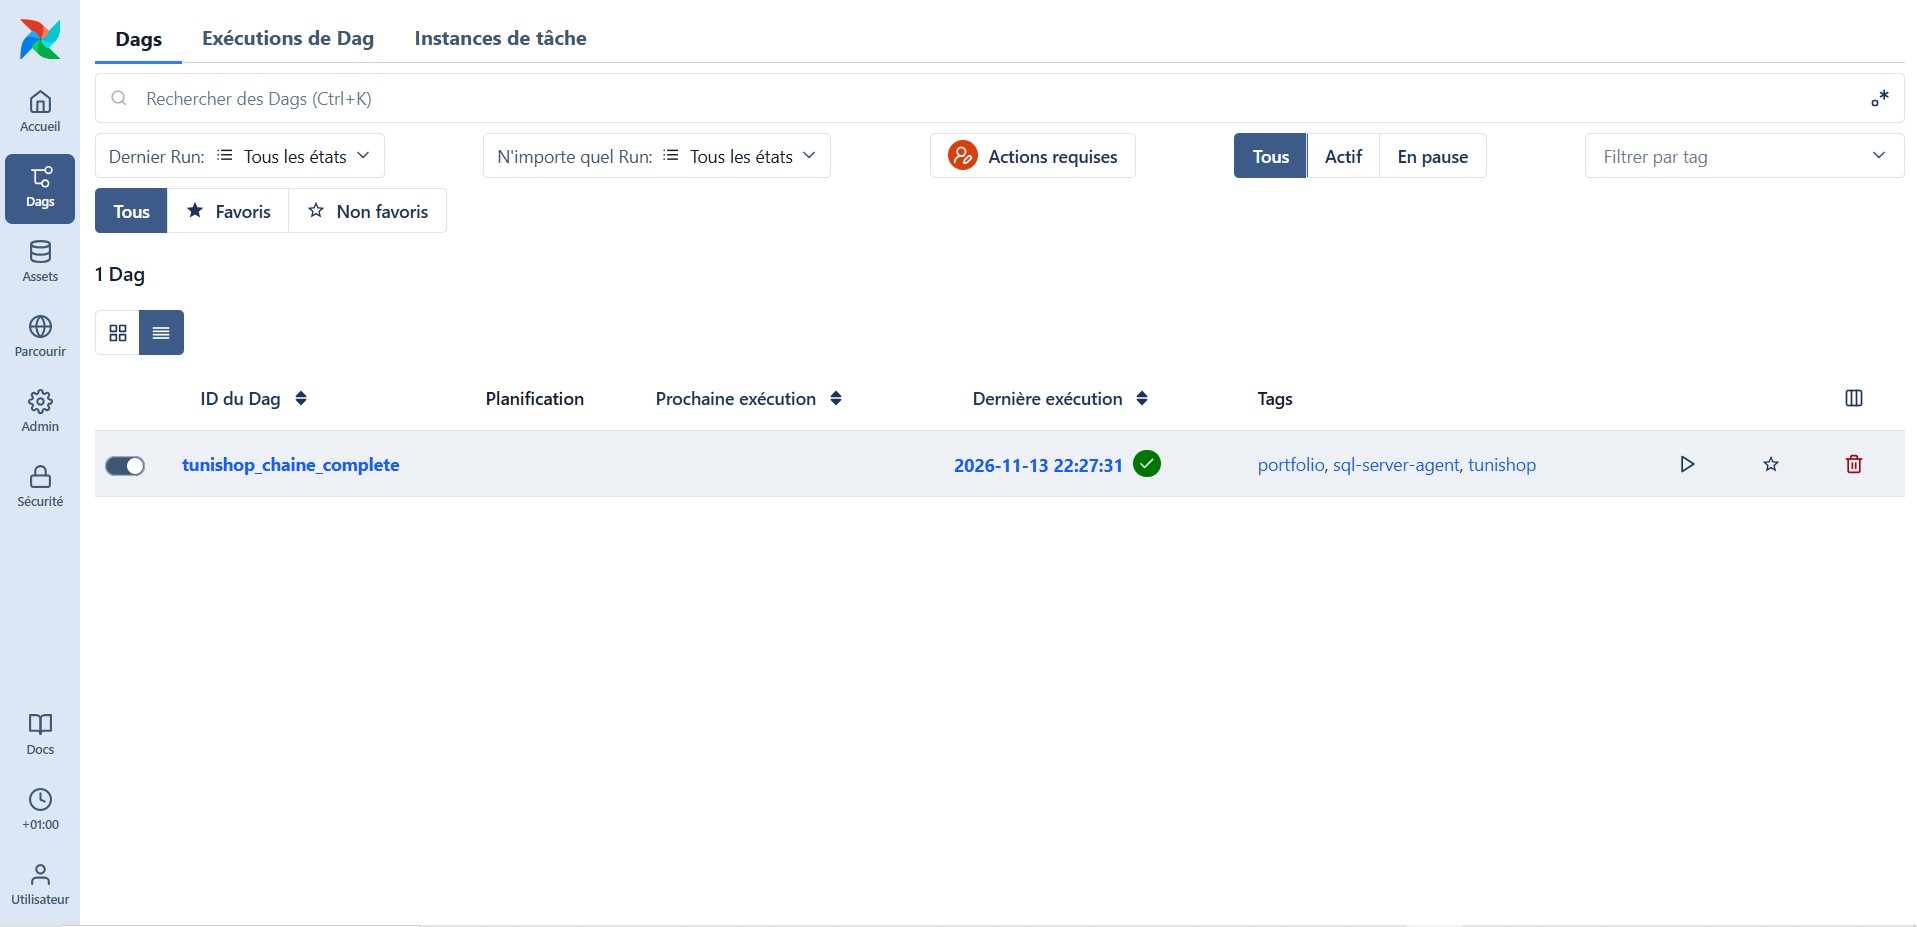 Dags Exécutions de Dag Instances de tâche
Rechercher des Dags (Ctrl+K)
Dernier Run: Tous les états N'importe quel Run: Tous les états Actions requises Tous Actif En pause Filtrer par tag
Tous Favoris Non favoris
1 Dag
ID du Dag Planification Prochaine exécution Dernière exécution Tags
tunishop_chaine_complete 2026-11-13 22:27:31 portfolio, sql-server-agent, tunishop
Accueil
Dags
Assets
Parcourir
Admin
Sécurité
Docs
+01:00
Utilisateur